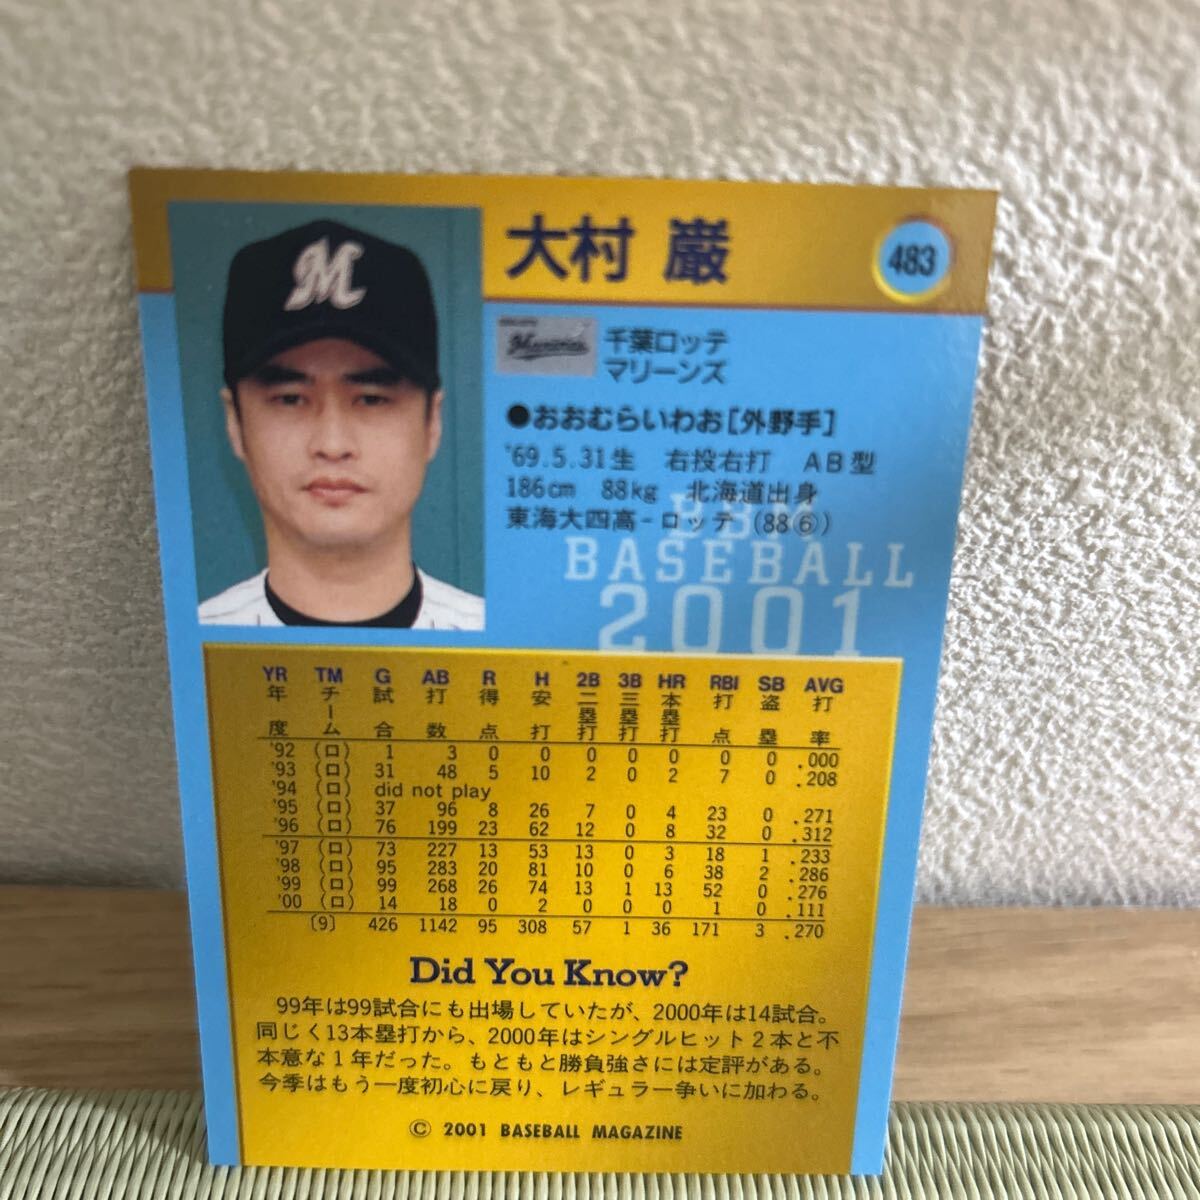 M
大村 巌
483
Marines
千葉ロッテ
マリーンズ
●おおむらいわお[外野手]
'69.5.31生 右投右打 AB型
186cm 88kg 北海道出身
東海大四高-ロッテ(88⑥)
BBM
BASEBALL
2001
YR TM G AB R H 2B 3B HR RBI SB AVG
年度 チーム 試合 打数 得点 安打 二塁打 三塁打 本塁打 打点 盗塁 打率
'92 (ロ) 1 3 0 0 0 0 0 0 0 .000
'93 (ロ) 31 48 5 10 2 0 2 7 0 .208
'94 (ロ) did not play
'95 (ロ) 37 96 8 26 7 0 4 23 0 .271
'96 (ロ) 76 199 23 62 12 0 8 32 0 .312
'97 (ロ) 73 227 13 53 13 0 3 18 1 .233
'98 (ロ) 95 283 20 81 10 0 6 38 2 .286
'99 (ロ) 99 268 26 74 13 1 13 52 0 .276
'00 (ロ) 14 18 0 2 0 0 0 1 0 .111
[9] 426 1142 95 308 57 1 36 171 3 .270
Did You Know?
99年は99試合にも出場していたが、2000年は14試合。
同じく13本塁打から、2000年はシングルヒット2本と不
本意な1年だった。もともと勝負強さには定評がある。
今季はもう一度初心に戻り、レギュラー争いに加わる。
© 2001 BASEBALL MAGAZINE